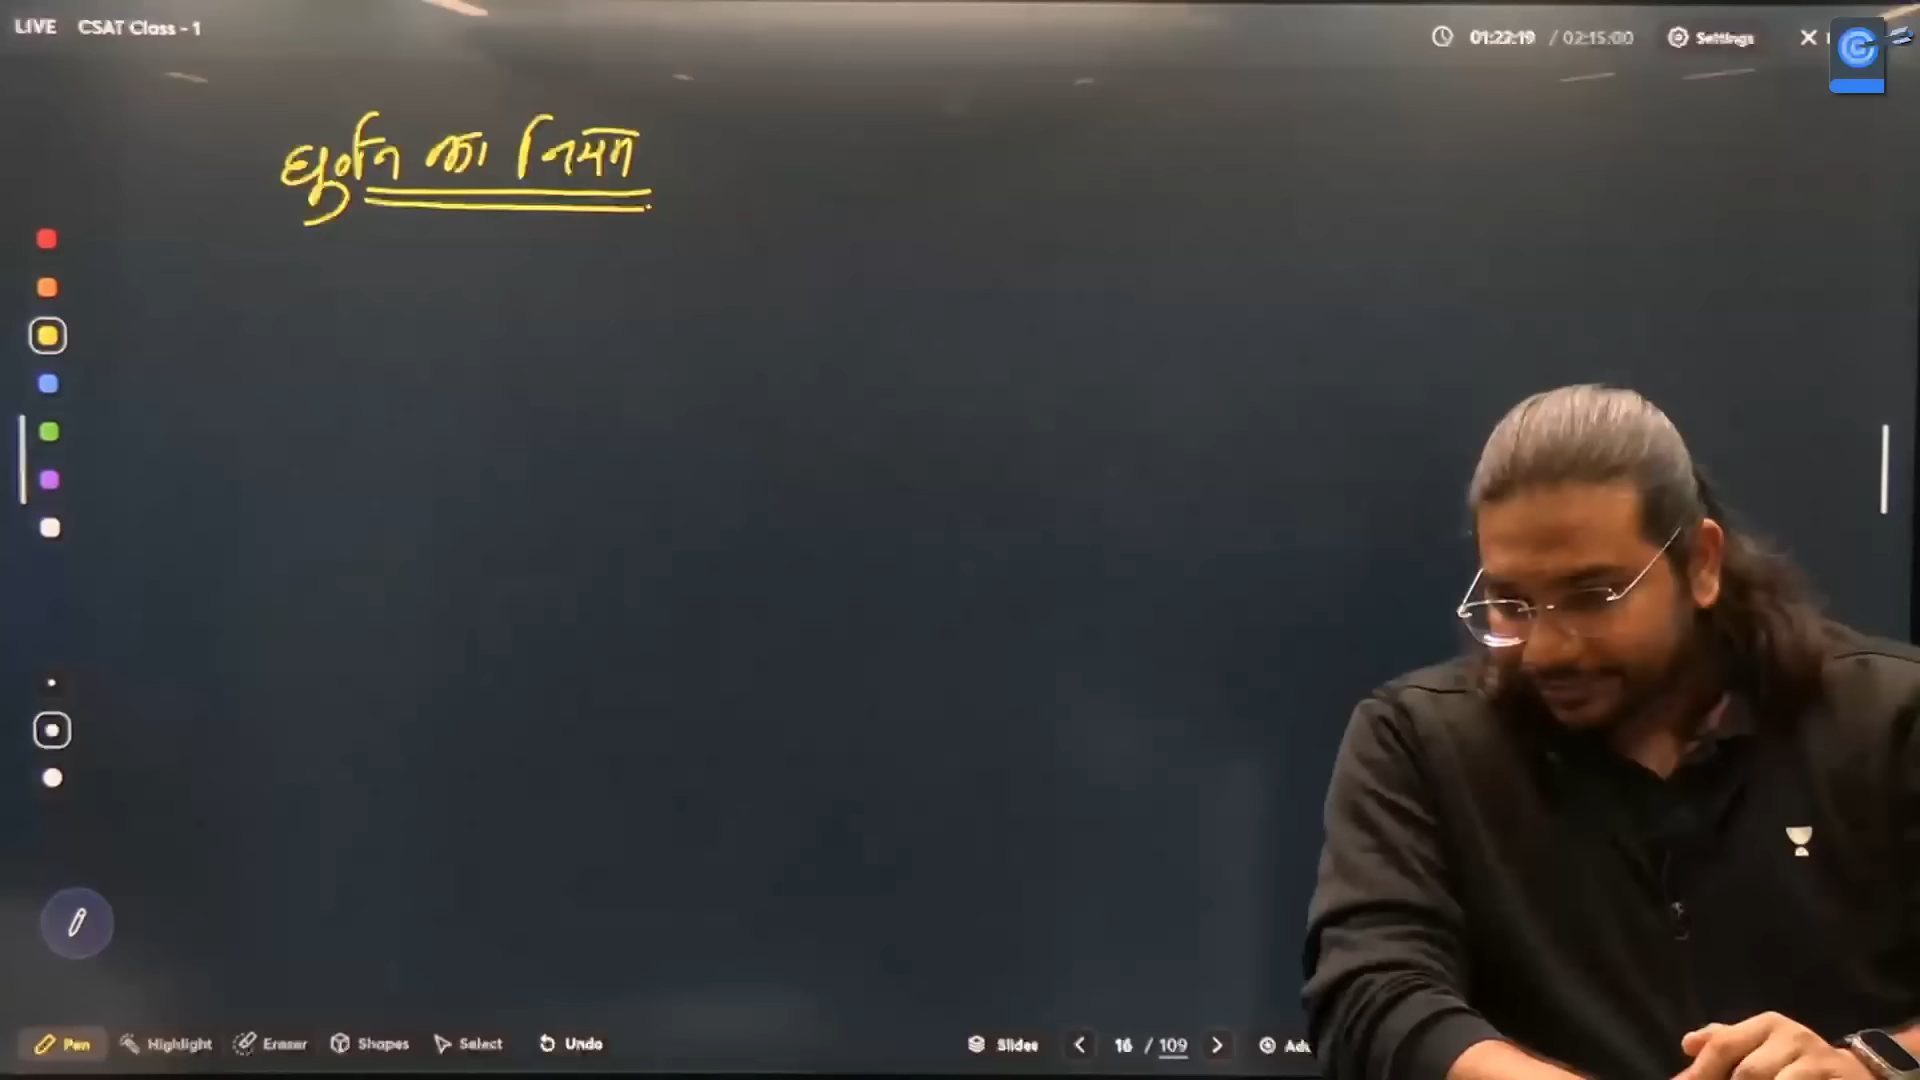 LIVE CSAT Class - 1
01:22:19 / 02:15:00 Settings
घूर्णन का नियम
Pen Highlight Eraser Shapes Select Undo Slides 16 / 109